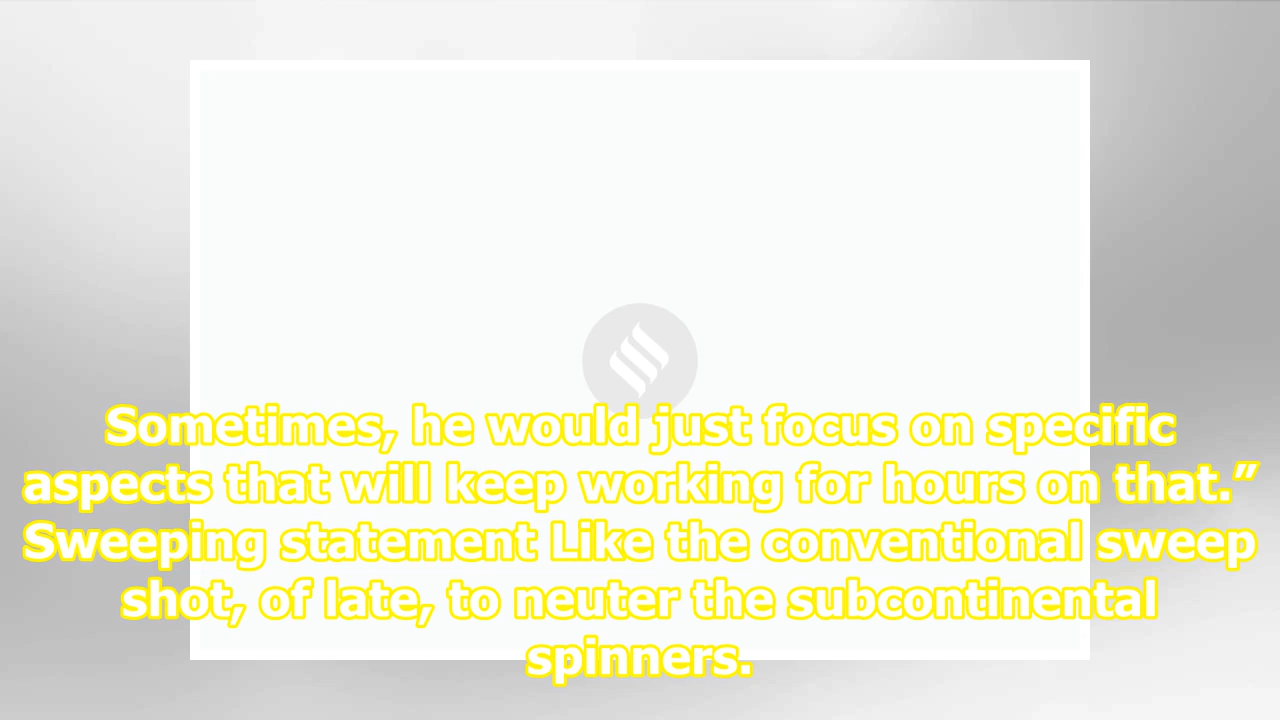 Sometimes, he would just focus on specific
aspects that will keep working for hours on that.”
Sweeping statement Like the conventional sweep
shot, of late, to neuter the subcontinental
spinners.